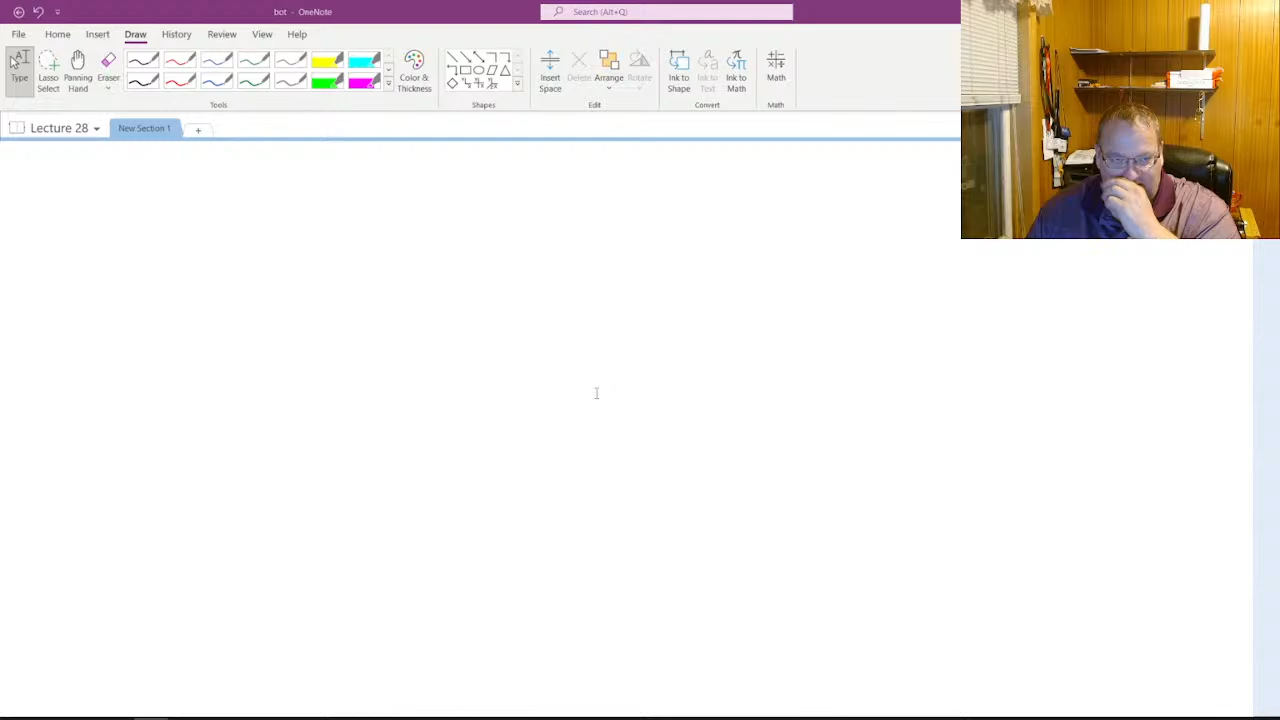 bot - OneNote
Search (Alt+Q)
File Home Insert Draw History Review View Help
Type
Lasso Select
Panning Hand
Eraser
Color & Thickness
Insert Space
Delete
Arrange
Rotate
Ink to Shape
Ink to Text
Ink to Math
Math
Tools Shapes Edit Convert Math
Lecture 28 New Section 1 +